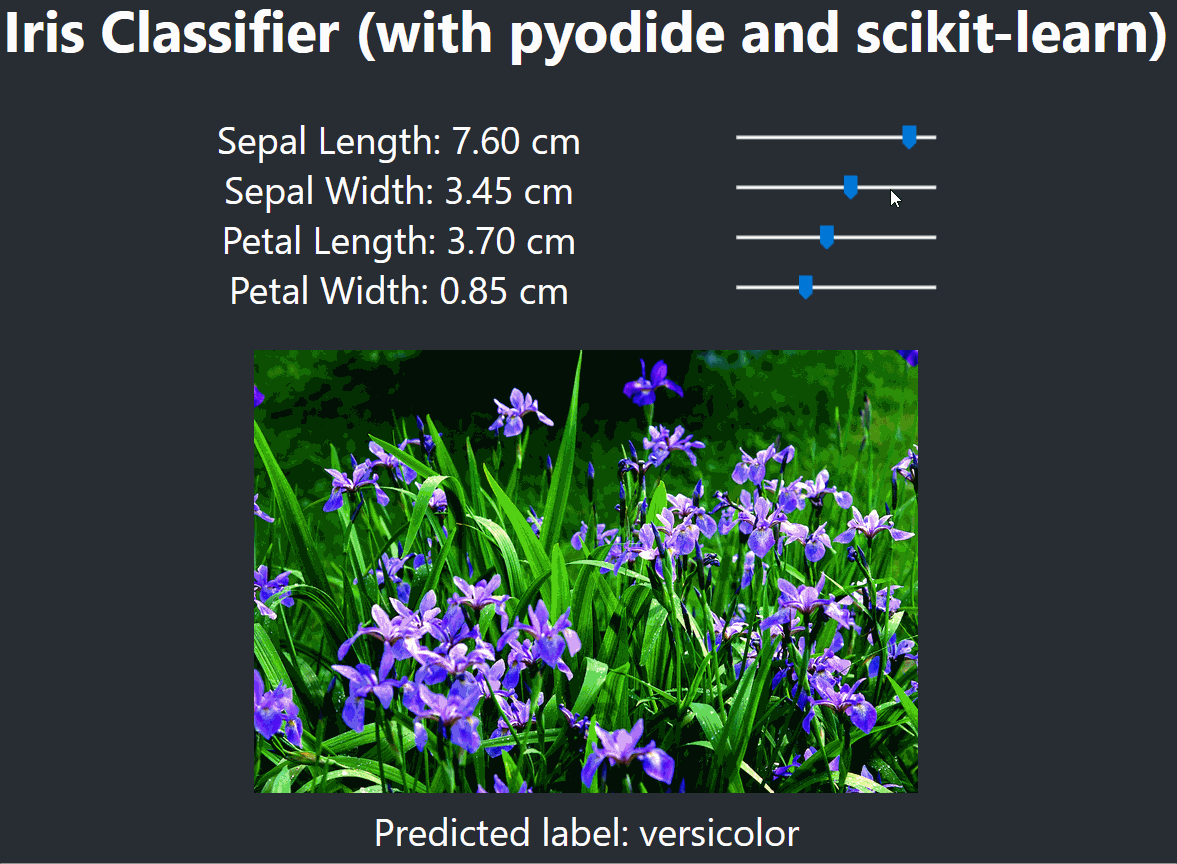 Iris Classifier (with pyodide and scikit-learn)
Sepal Length: 7.60 cm
Sepal Width: 3.45 cm
Petal Length: 3.70 cm
Petal Width: 0.85 cm
Predicted label: versicolor